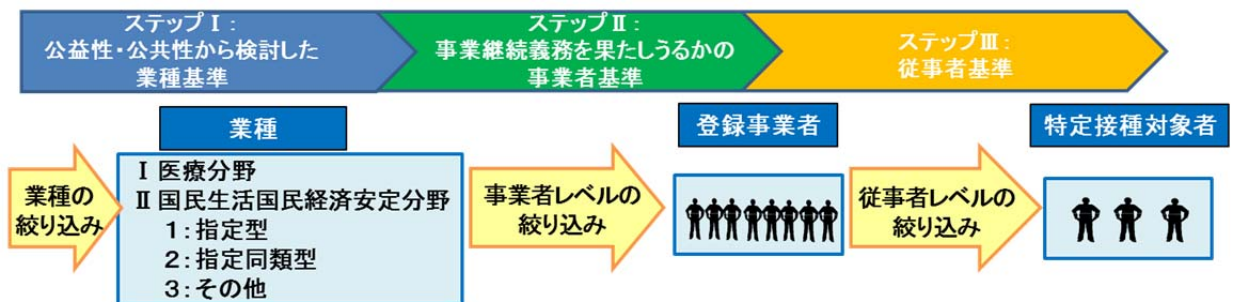 ステップⅠ:
公益性・公共性から検討した
業種基準
ステップⅡ:
事業継続義務を果たしうるかの
事業者基準
ステップⅢ:
従事者基準
業種の
絞り込み
業種
Ⅰ 医療分野
Ⅱ 国民生活国民経済安定分野
1:指定型
2:指定同類型
3:その他
事業者レベルの
絞り込み
登録事業者
従事者レベルの
絞り込み
特定接種対象者